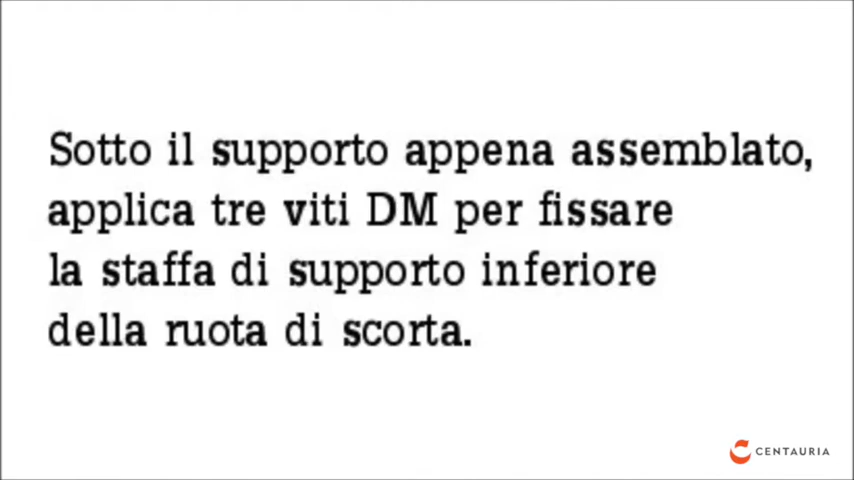 Sotto il supporto appena assemblato,
applica tre viti DM per fissare
la staffa di supporto inferiore
della ruota di scorta.
CENTAURIA